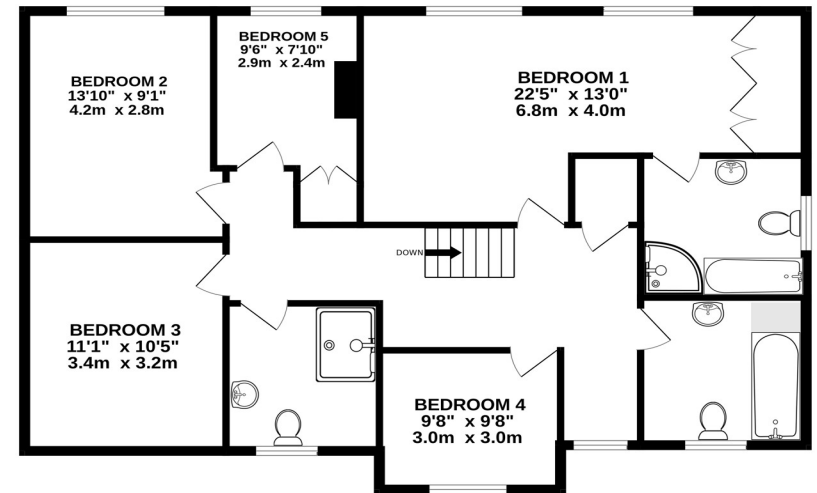 BEDROOM 2
13'10" x 9'1"
4.2m x 2.8m
BEDROOM 5
9'6" x 7'10"
2.9m x 2.4m
BEDROOM 1
22'5" x 13'0"
6.8m x 4.0m
DOWN
BEDROOM 3
11'1" x 10'5"
3.4m x 3.2m
BEDROOM 4
9'8" x 9'8"
3.0m x 3.0m